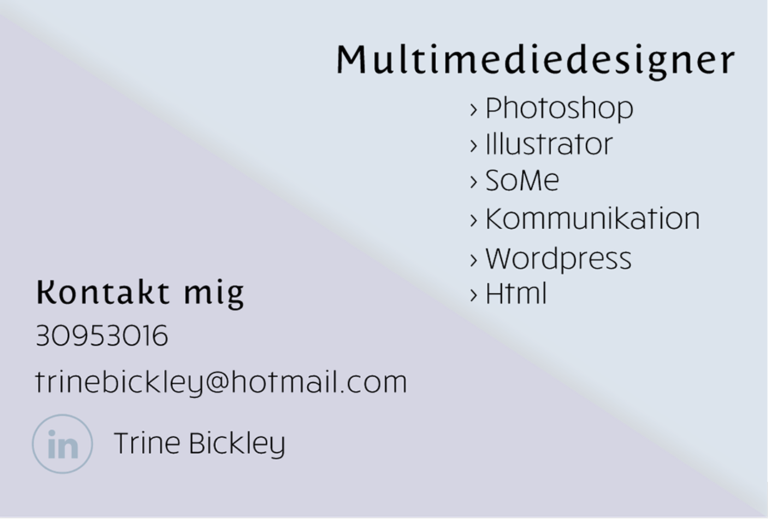 Multimediedesigner
› Photoshop
› Illustrator
› SoMe
› Kommunikation
› Wordpress
› Html
Kontakt mig
30953016
trinebickley@hotmail.com
in Trine Bickley